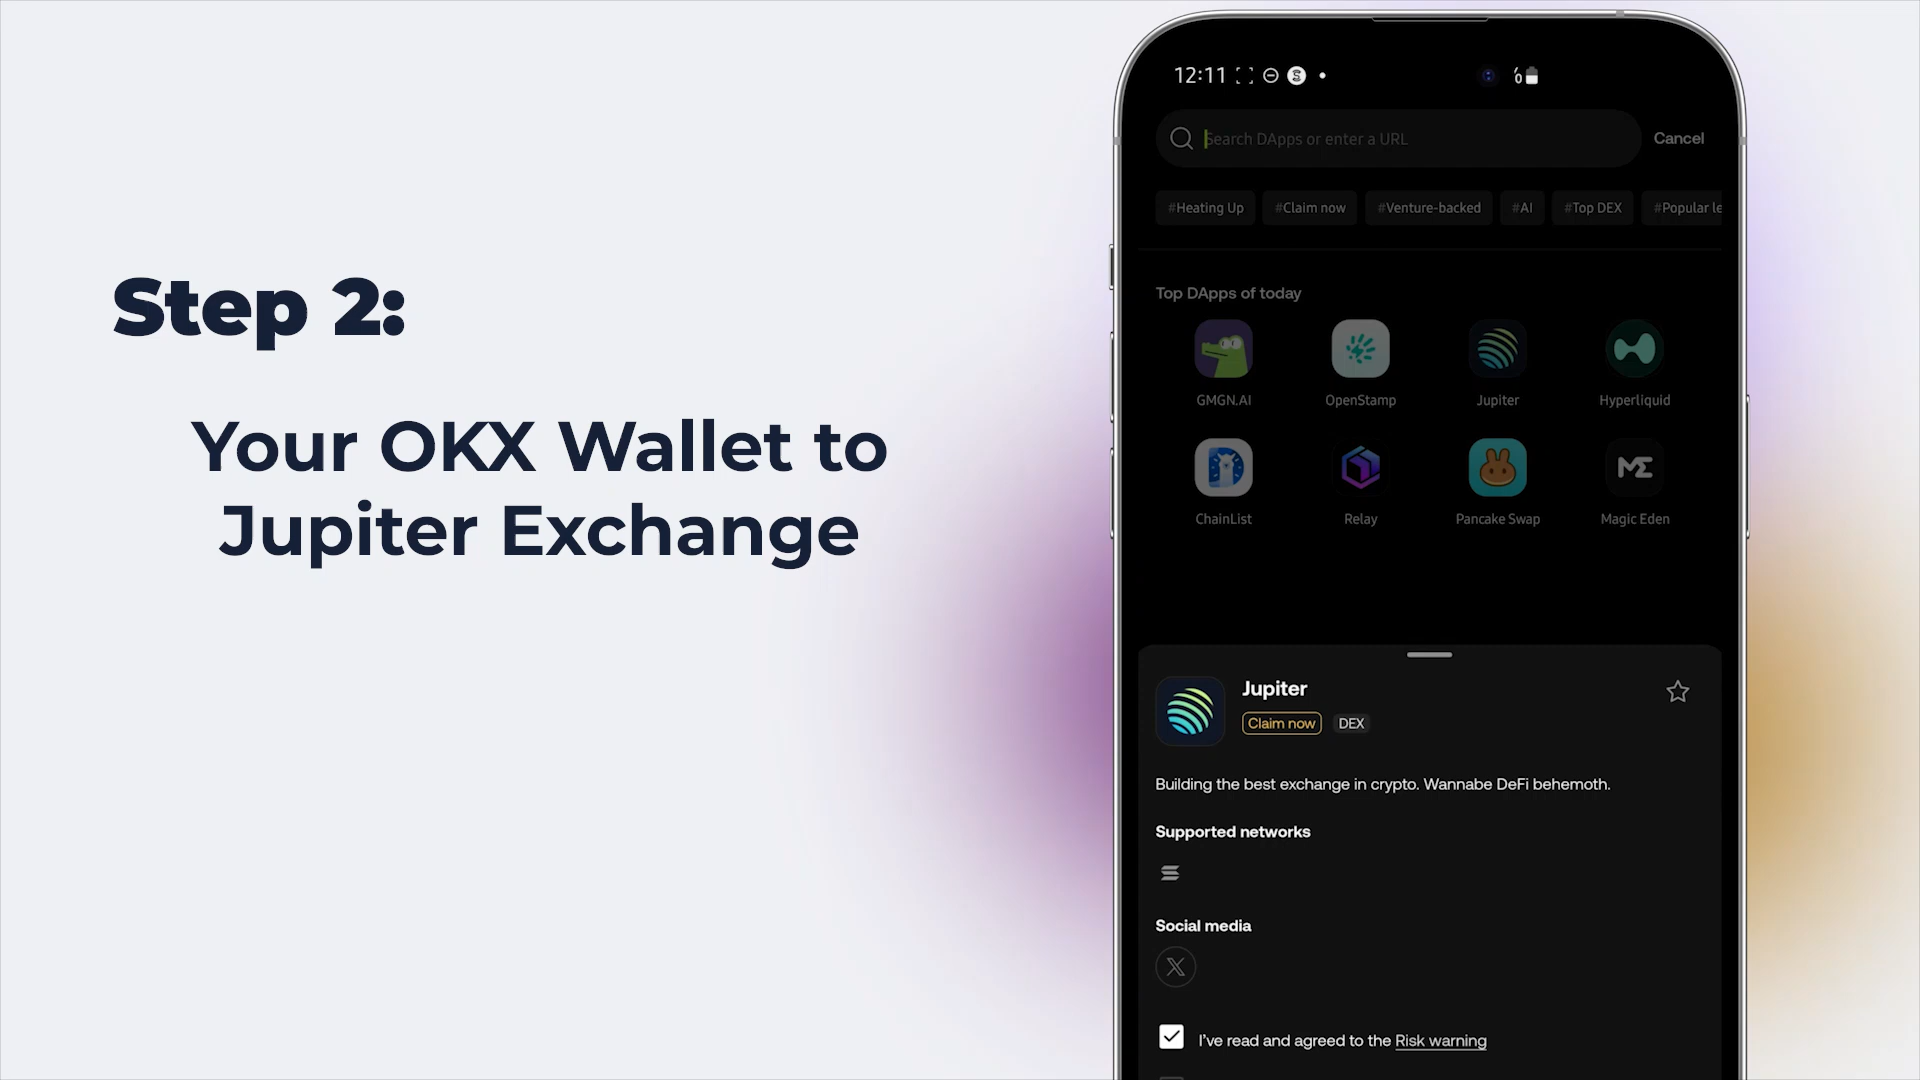 Step 2:
Your OKX Wallet to
Jupiter Exchange
12:11
Search DApps or enter a URL
Cancel
#Heating Up #Claim now #Venture-backed #AI #Top DEX #Popular le
Top DApps of today
GMGN.AI OpenStamp Jupiter Hyperliquid
ChainList Relay Pancake Swap Magic Eden
Jupiter
Claim now DEX
Building the best exchange in crypto. Wannabe DeFi behemoth.
Supported networks
Social media
I've read and agreed to the Risk warning